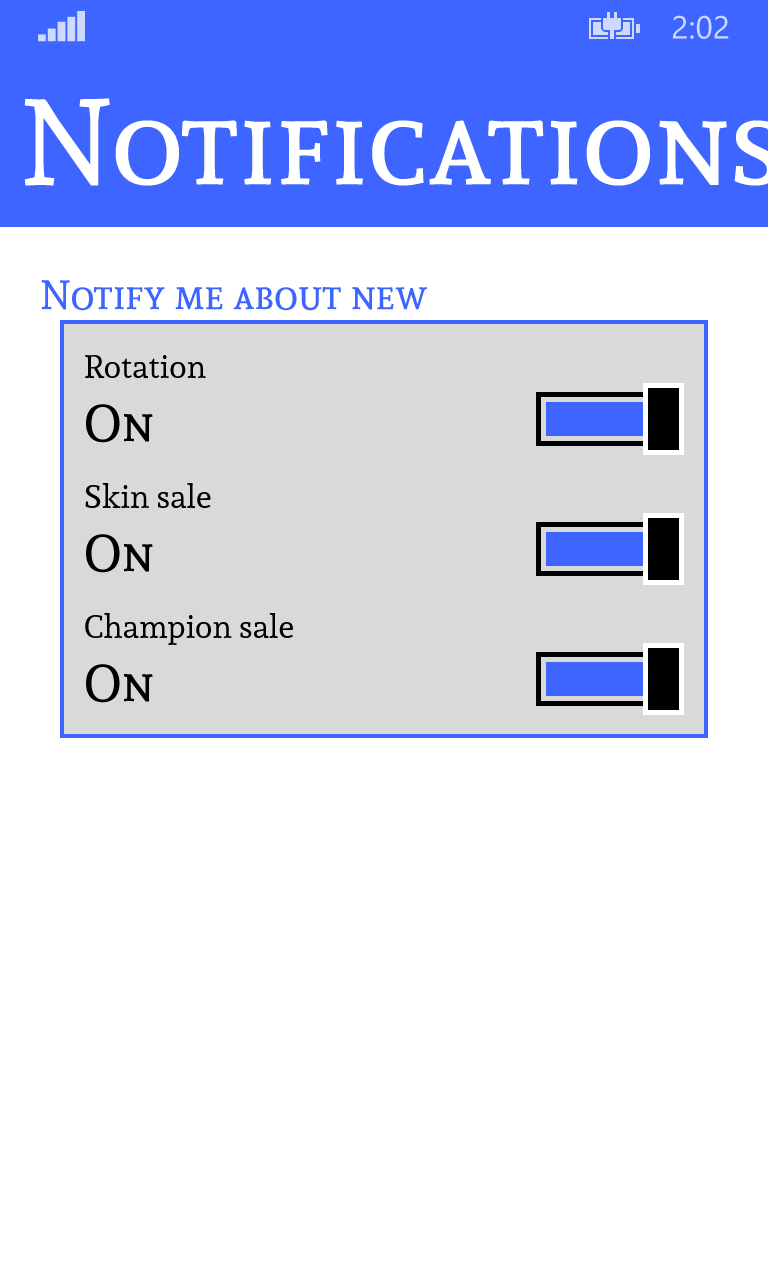 2:02
Notifications
Notify me about new
Rotation
On
Skin sale
On
Champion sale
On